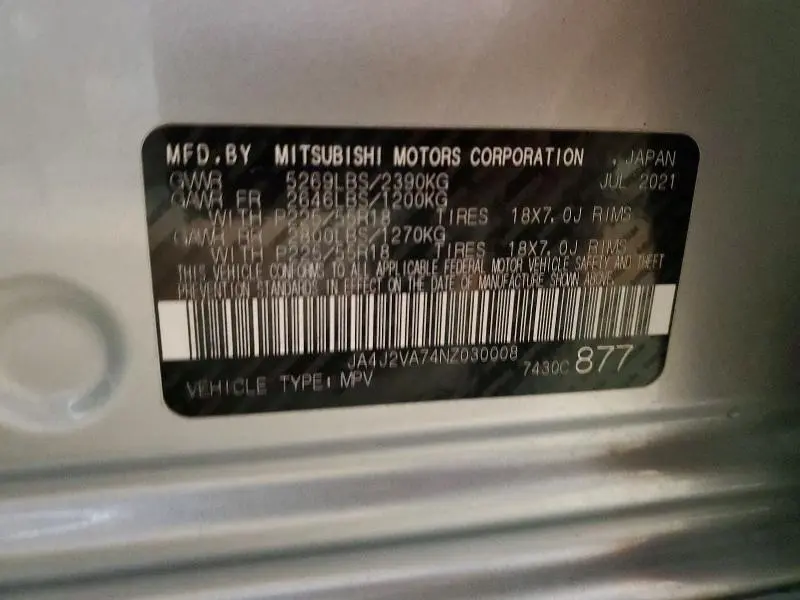 MFD.BY MITSUBISHI MOTORS CORPORATION , JAPAN
GVWR 5269LBS/2390KG JUL 2021
GAWR FR 2646LBS/1200KG
WITH P225/55R18 TIRES 18X7.0J RIMS
GAWR RR 2800LBS/1270KG
WITH P225/55R18 TIRES 18X7.0J RIMS
THIS VEHICLE CONFORMS TO ALL APPLICABLE FEDERAL MOTOR VEHICLE SAFETY AND THEFT
PREVENTION STANDARDS IN EFFECT ON THE DATE OF MANUFACTURE SHOWN ABOVE.
JA4J2VA74NZ030008
VEHICLE TYPE: MPV 7430C 877